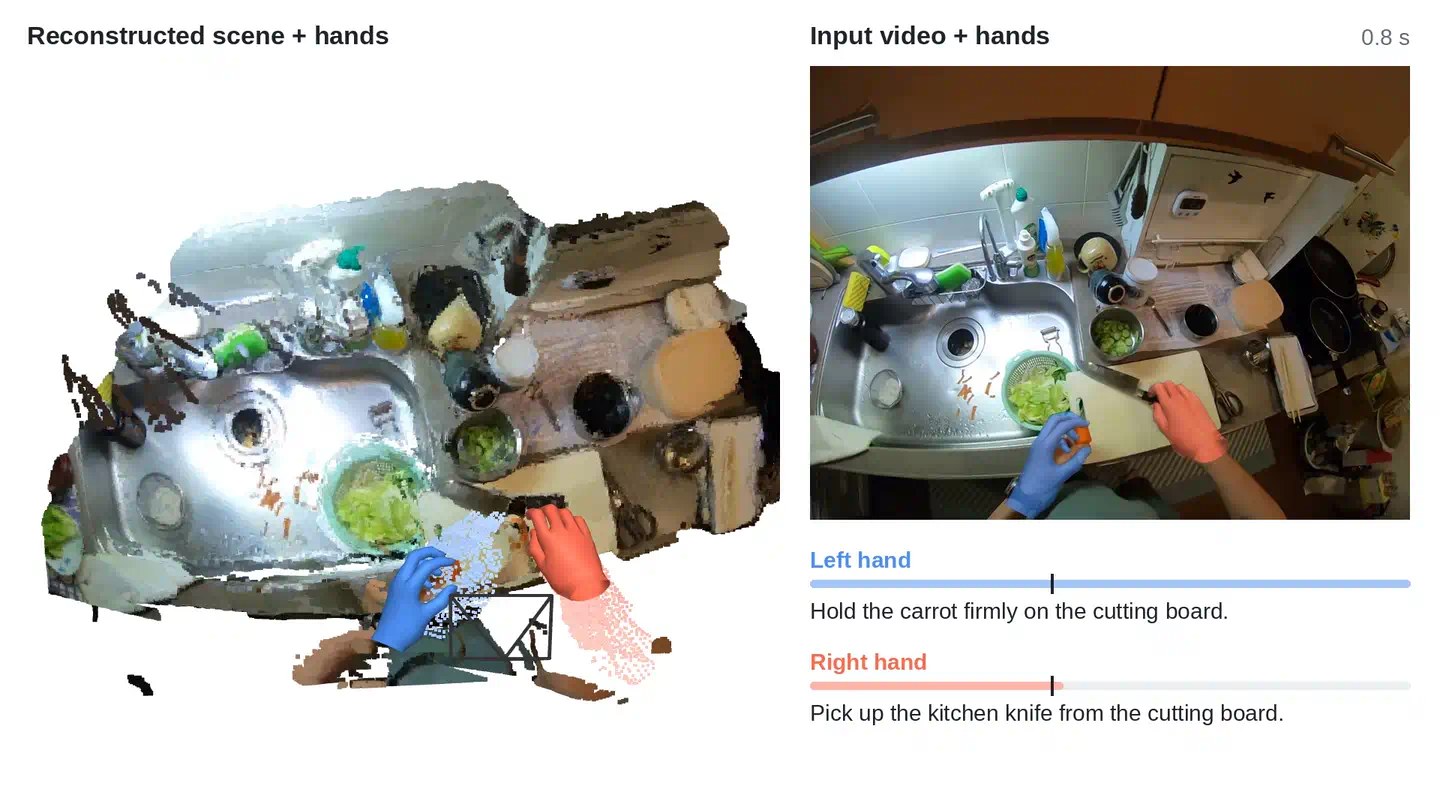 Reconstructed scene + hands
Input video + hands
0.8 s
Left hand
Hold the carrot firmly on the cutting board.
Right hand
Pick up the kitchen knife from the cutting board.